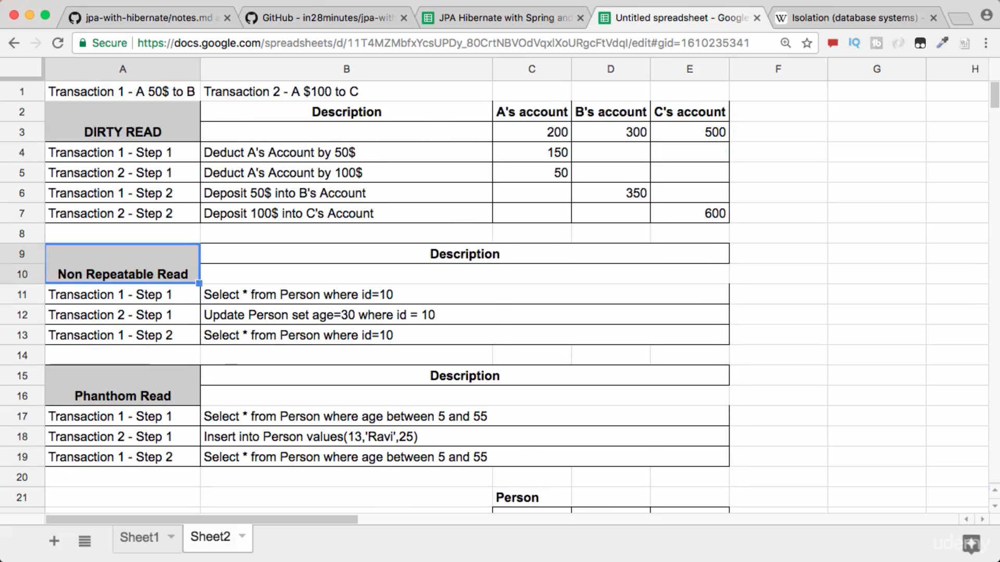 jpa-with-hibernate/notes.md
GitHub - in28minutes/jpa-with
JPA Hibernate with Spring and
Untitled spreadsheet - Google
W Isolation (database systems) -
Secure https://docs.google.com/spreadsheets/d/11T4MZMbfxYcsUPDy_80CrtNBVOdVqxlXoURgcFtVdqI/edit#gid=1610235341
IQ
A B C D E F G H
1 Transaction 1 - A 50$ to B Transaction 2 - A $100 to C
2 Description A's account B's account C's account
3 DIRTY READ 200 300 500
4 Transaction 1 - Step 1 Deduct A's Account by 50$ 150
5 Transaction 2 - Step 1 Deduct A's Account by 100$ 50
6 Transaction 1 - Step 2 Deposit 50$ into B's Account 350
7 Transaction 2 - Step 2 Deposit 100$ into C's Account 600
8
9 Description
10 Non Repeatable Read
11 Transaction 1 - Step 1 Select * from Person where id=10
12 Transaction 2 - Step 1 Update Person set age=30 where id = 10
13 Transaction 1 - Step 2 Select * from Person where id=10
14
15 Description
16 Phanthom Read
17 Transaction 1 - Step 1 Select * from Person where age between 5 and 55
18 Transaction 2 - Step 1 Insert into Person values(13,'Ravi',25)
19 Transaction 1 - Step 2 Select * from Person where age between 5 and 55
20
21 Person
Sheet1 Sheet2
udemy